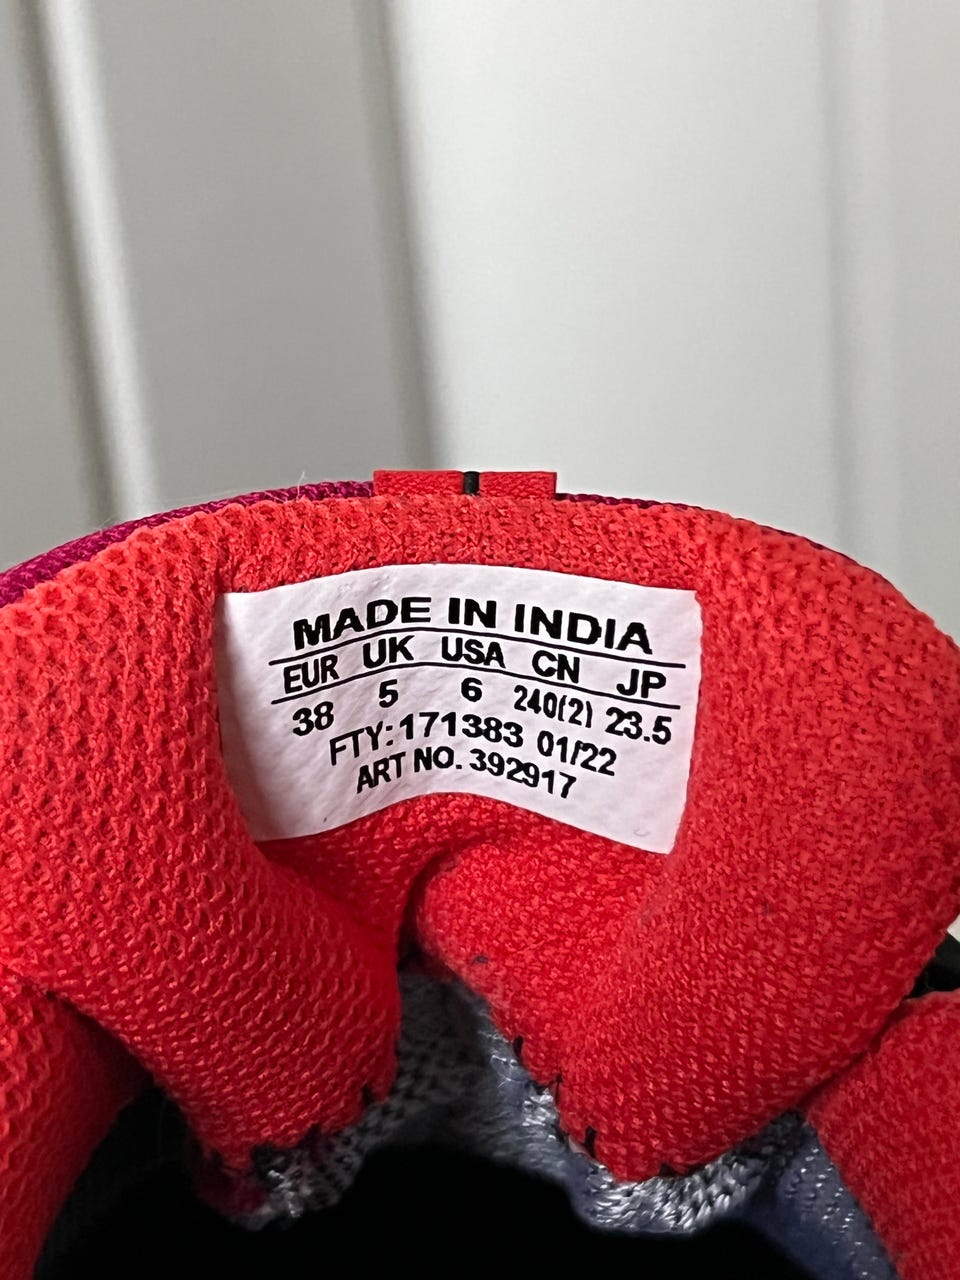 MADE IN INDIA
EUR UK USA CN JP
38 5 6 240(2) 23.5
FTY:171383 01/22
ART NO. 392917